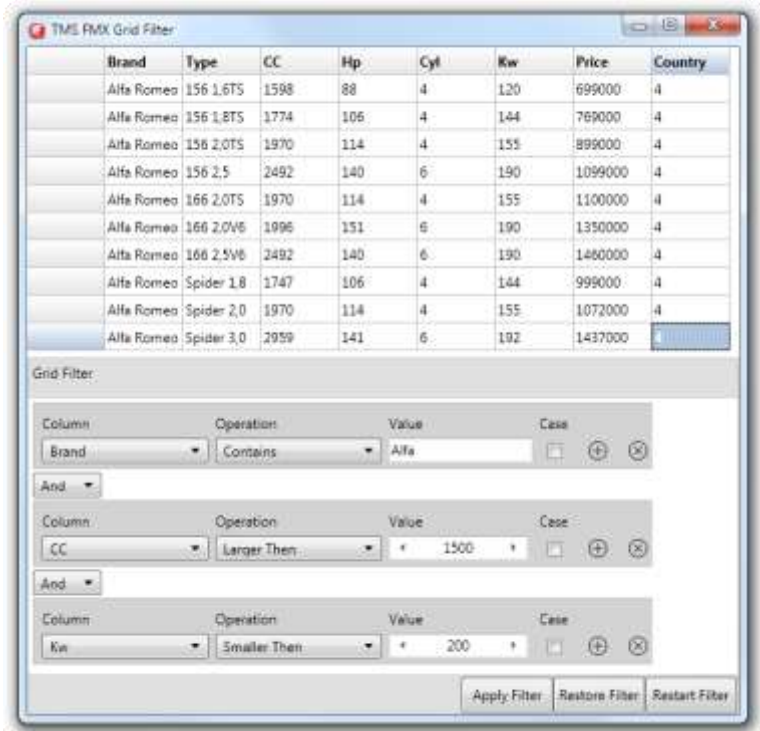 TMS FMX Grid Filter
Brand Type CC Hp Cyl Kw Price Country
Alfa Romeo 156 1,6TS 1598 88 4 120 699000 4
Alfa Romeo 156 1,8TS 1774 106 4 144 769000 4
Alfa Romeo 156 2,0TS 1970 114 4 155 899000 4
Alfa Romeo 156 2,5 2492 140 6 190 1099000 4
Alfa Romeo 166 2,0TS 1970 114 4 155 1100000 4
Alfa Romeo 166 2,0V6 1996 151 6 190 1350000 4
Alfa Romeo 166 2,5V6 2492 140 6 190 1460000 4
Alfa Romeo Spider 1,8 1747 106 4 144 999000 4
Alfa Romeo Spider 2,0 1970 114 4 155 1072000 4
Alfa Romeo Spider 3,0 2959 141 6 192 1437000
Grid Filter
Column Operation Value Case
Brand Contains Alfa
And
Column Operation Value Case
CC Larger Then 1500
And
Column Operation Value Case
Kw Smaller Then 200
Apply Filter Restore Filter Restart Filter